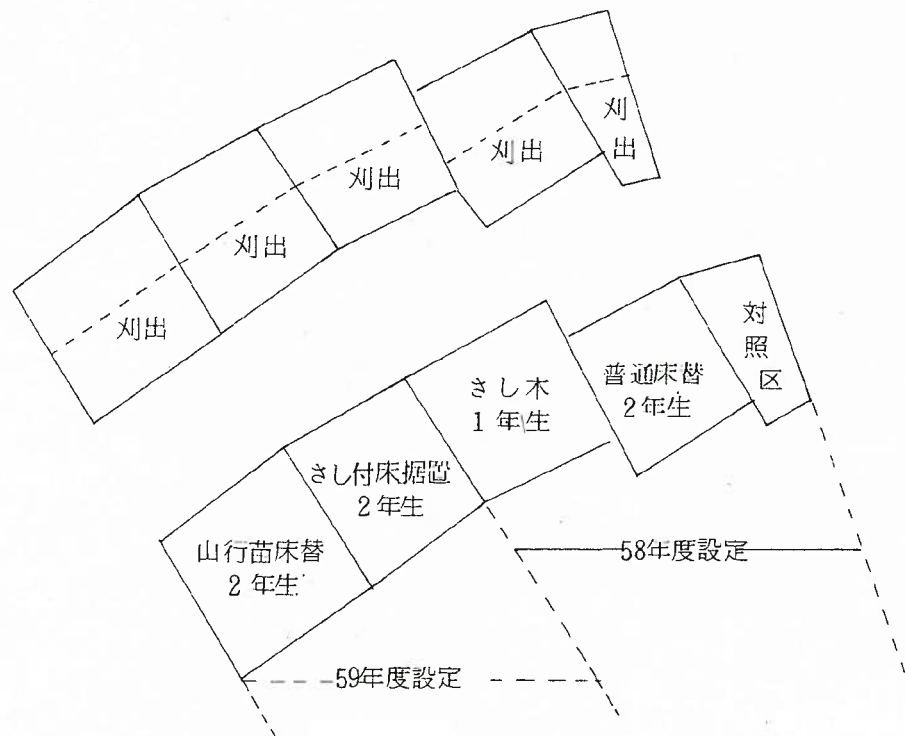 刈出
刈出
刈出
刈出
刈出
山行苗床替
2年生
さし付床据置
2年生
さし木
1年生
普通床替
2年生
対照区
58年度設定
59年度設定